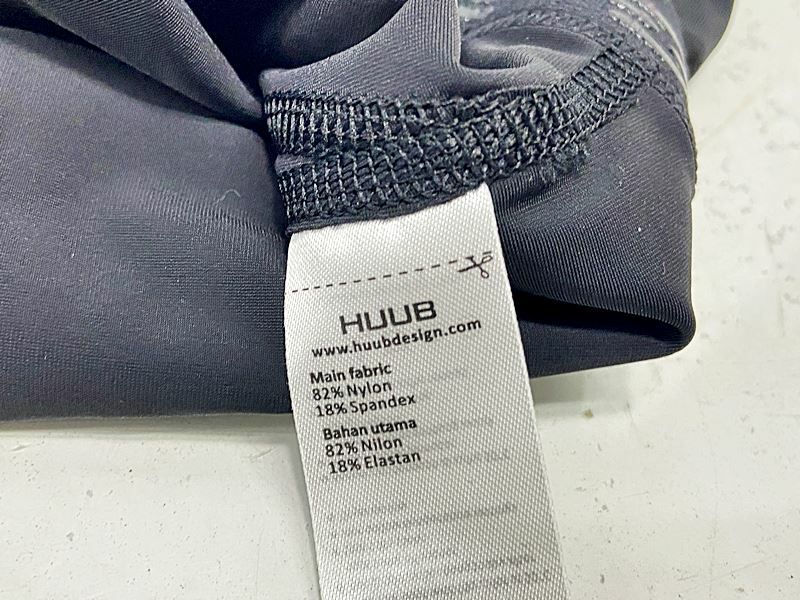 HUUB
www.huubdesign.com
Main fabric
82% Nylon
18% Spandex
Bahan utama
82% Nilon
18% Elastan